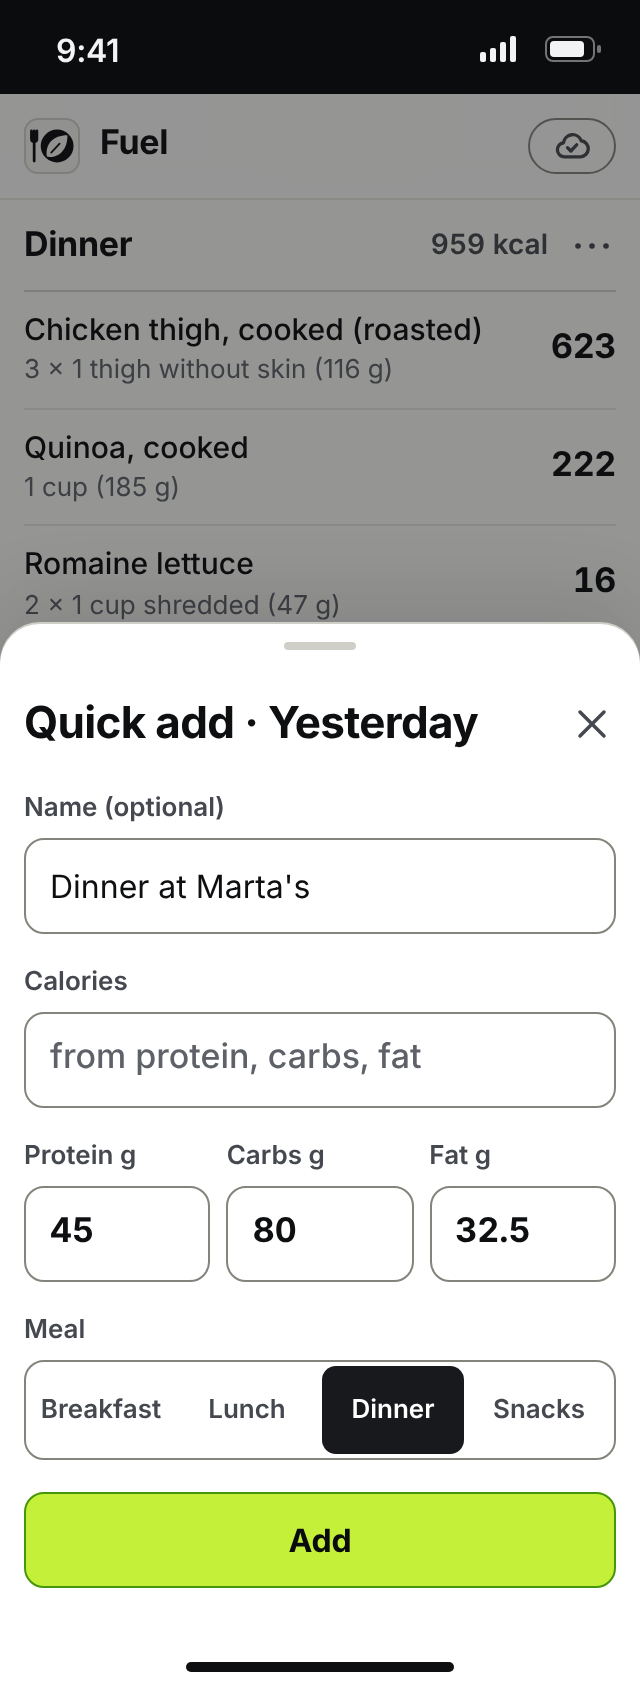 9:41
Fuel
Dinner 959 kcal ...
Chicken thigh, cooked (roasted) 623
3 × 1 thigh without skin (116 g)
Quinoa, cooked 222
1 cup (185 g)
Romaine lettuce 16
2 × 1 cup shredded (47 g)
Quick add · Yesterday
Name (optional)
Dinner at Marta's
Calories
from protein, carbs, fat
Protein g Carbs g Fat g
45 80 32.5
Meal
Breakfast Lunch Dinner Snacks
Add